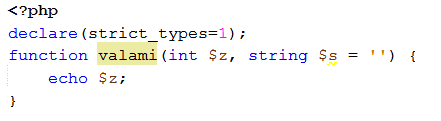 <?php
declare(strict_types=1);
function valami(int $z, string $s = '') {
    echo $z;
}